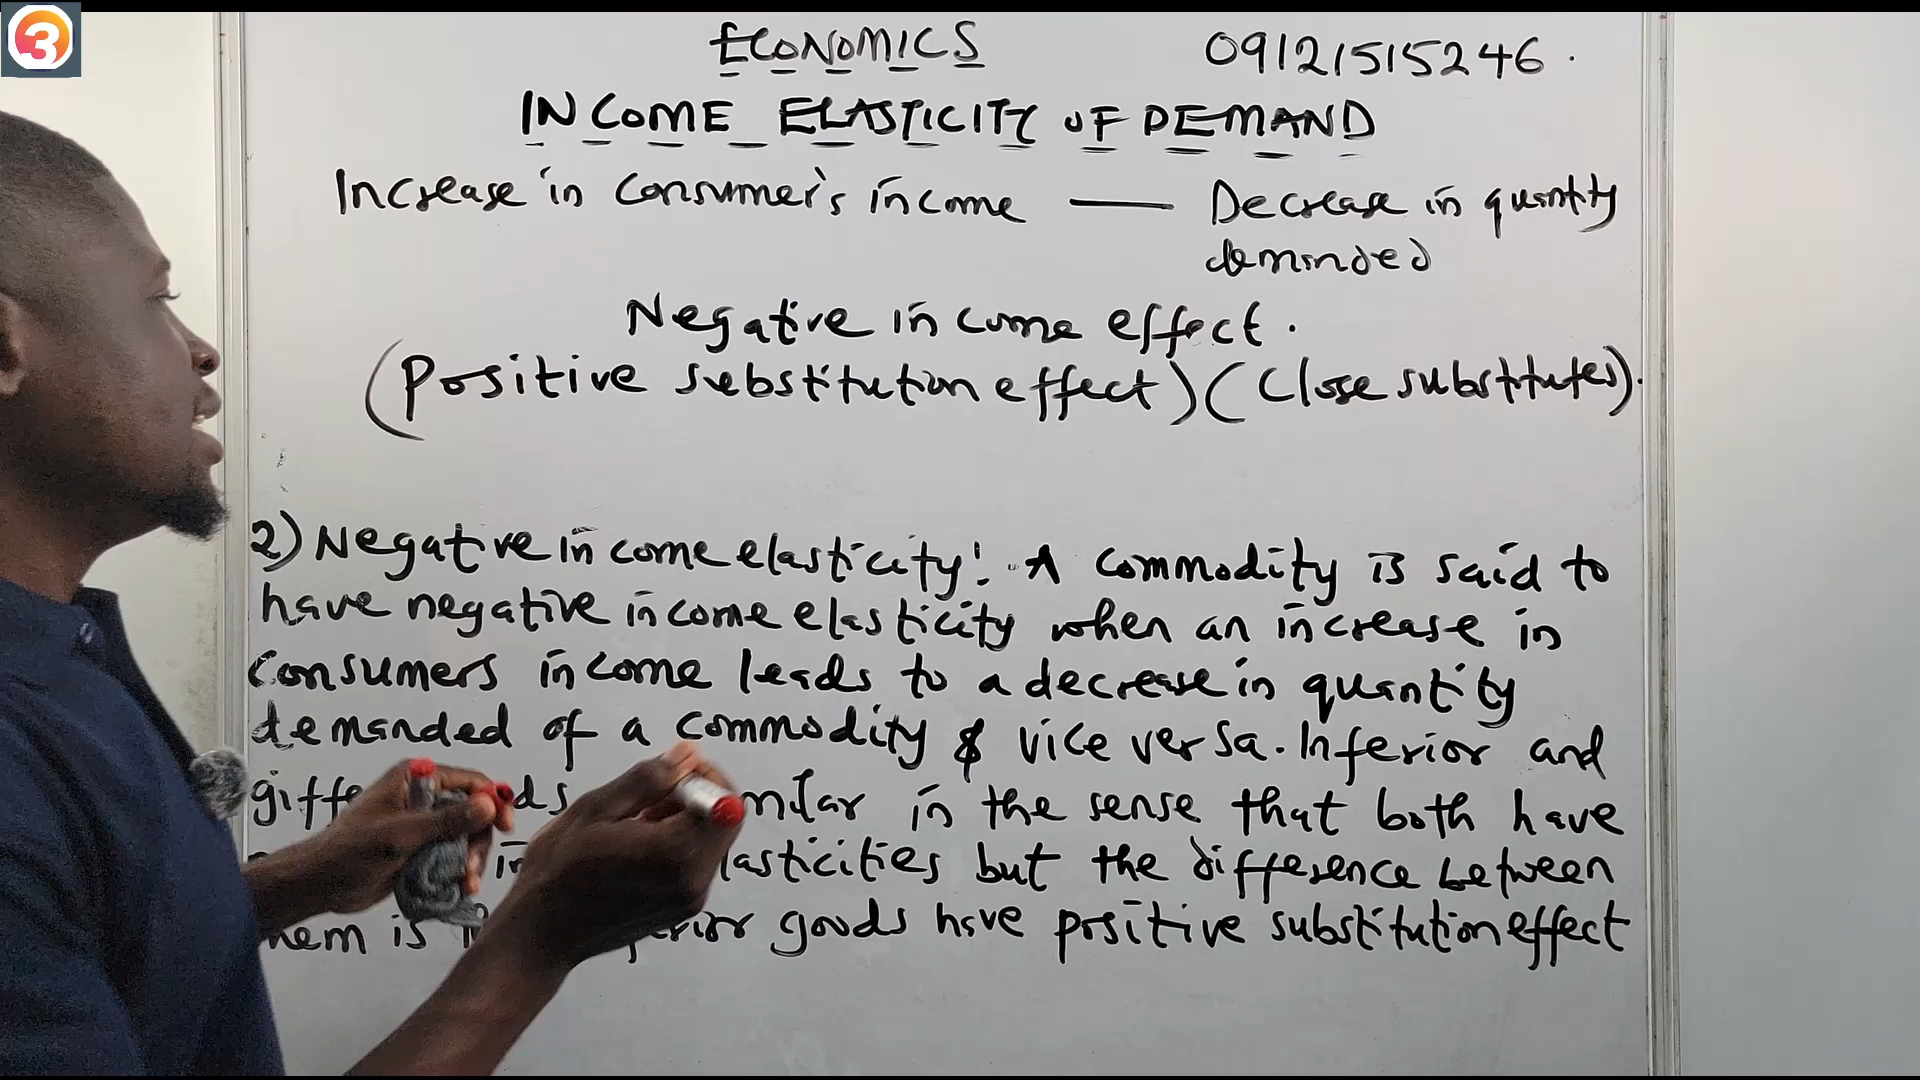 3
ECONOMICS 09121515246.
INCOME ELASTICITY OF DEMAND
Increase in Consumer's income — Decrease in quantity
demanded
Negative income effect.
(Positive substitution effect) (Close substitutes).
2) Negative income elasticity: A commodity is said to
have negative income elasticity when an increase in
Consumers income leads to a decrease in quantity
demanded of a commodity & vice versa. Inferior and
in the sense that both have
but the difference between
is goods have positive substitution effect